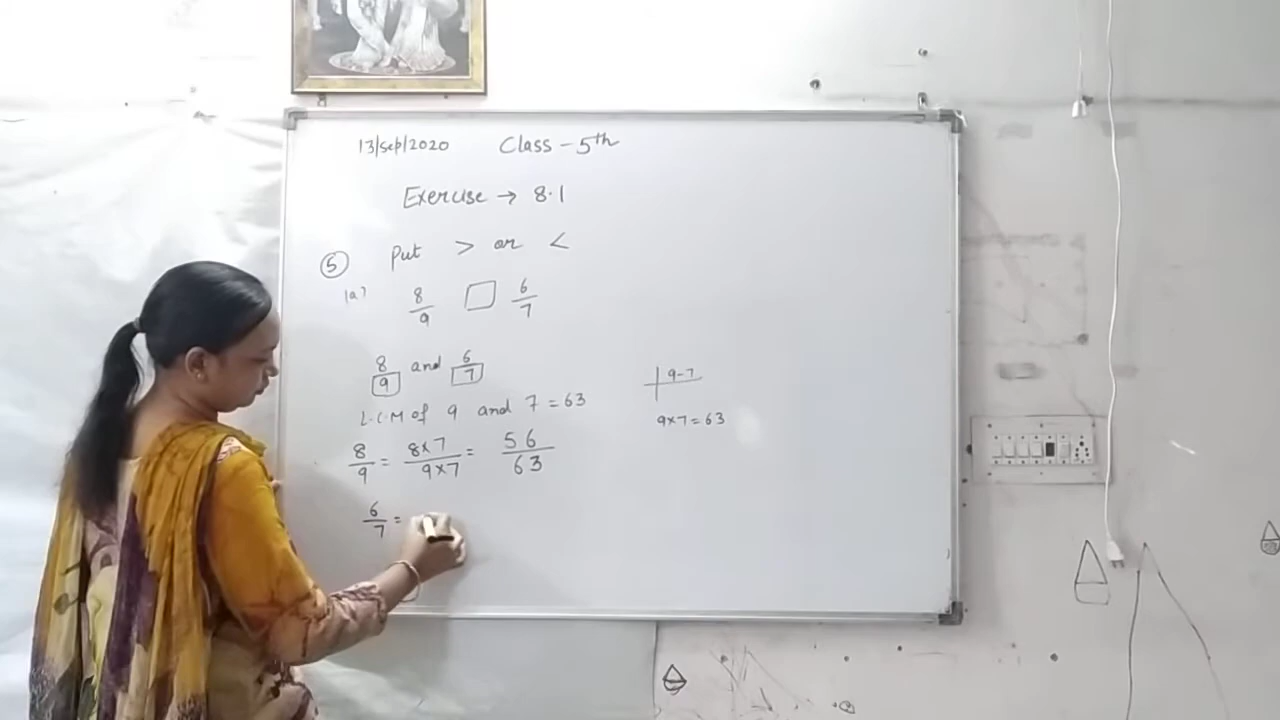 13/sep/2020 Class - 5th
Exercise → 8.1
5 Put > or <
(a) 8/9 □ 6/7
8/9 and 6/7
9-7
L.C.M of 9 and 7 = 63
9×7=63
8/9 = 8×7/9×7 = 56/63
6/7 =